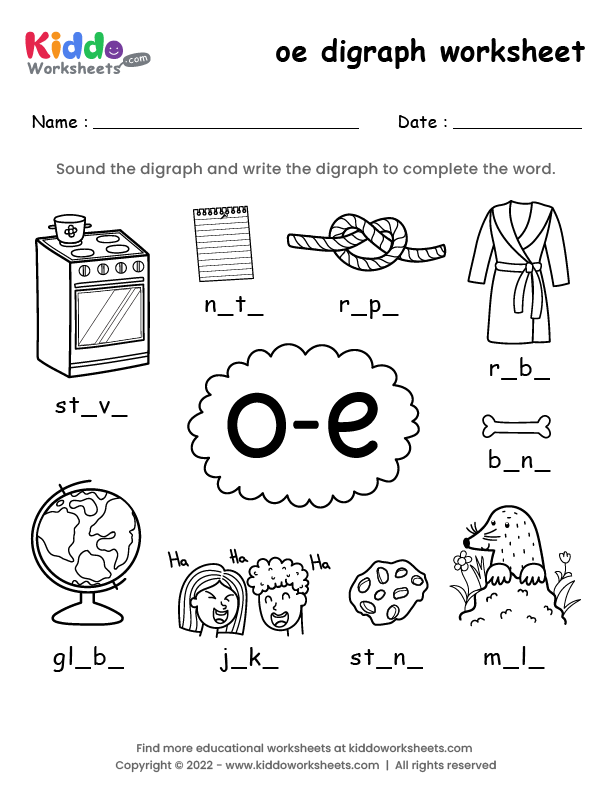 Kiddo
Worksheets.com
oe digraph worksheet
Name : ______ Date : ______
Sound the digraph and write the digraph to complete the word.
n_t_
r_p_
r_b_
st_v_
o-e
b_n_
Ha Ha Ha
gl_b_
j_k_
st_n_
m_l_
Find more educational worksheets at kiddoworksheets.com
Copyright © 2022 - www.kiddoworksheets.com | All rights reserved